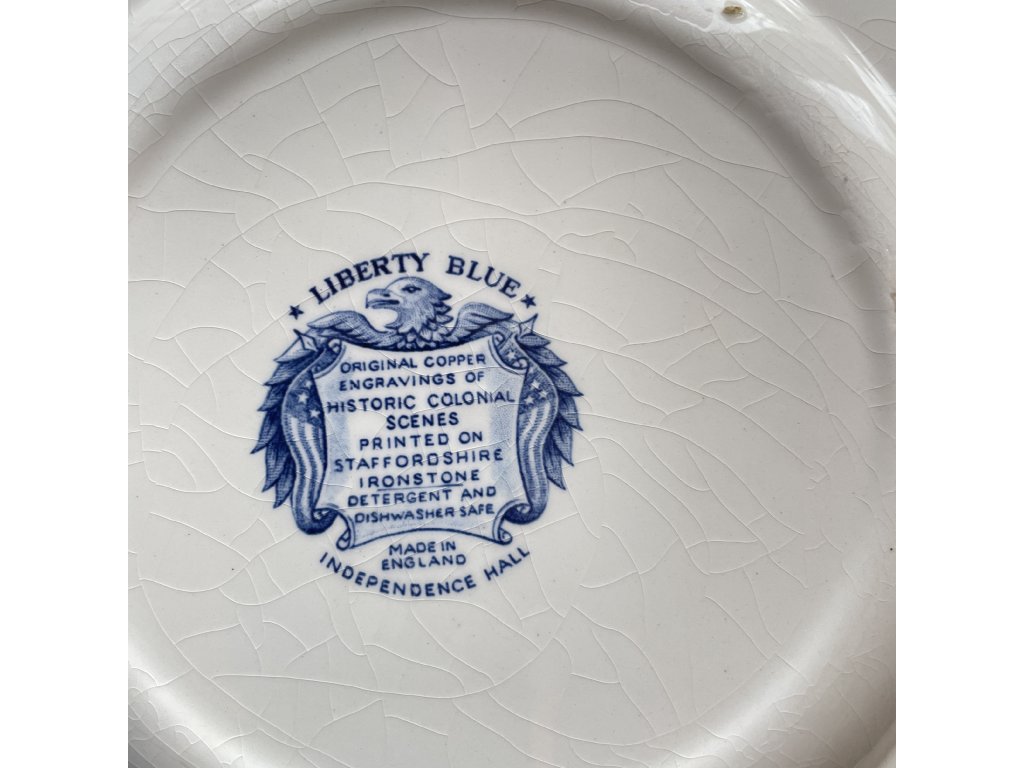 LIBERTY BLUE
ORIGINAL COPPER
ENGRAVINGS OF
HISTORIC COLONIAL
SCENES
PRINTED ON
STAFFORDSHIRE
IRONSTONE
DETERGENT AND
DISHWASHER SAFE
MADE IN
ENGLAND
INDEPENDENCE HALL